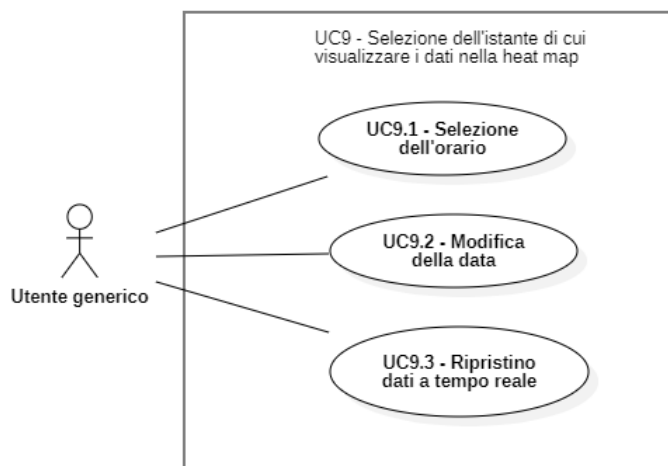 UC9 - Selezione dell'istante di cui
visualizzare i dati nella heat map
UC9.1 - Selezione
dell'orario
UC9.2 - Modifica
della data
Utente generico
UC9.3 - Ripristino
dati a tempo reale